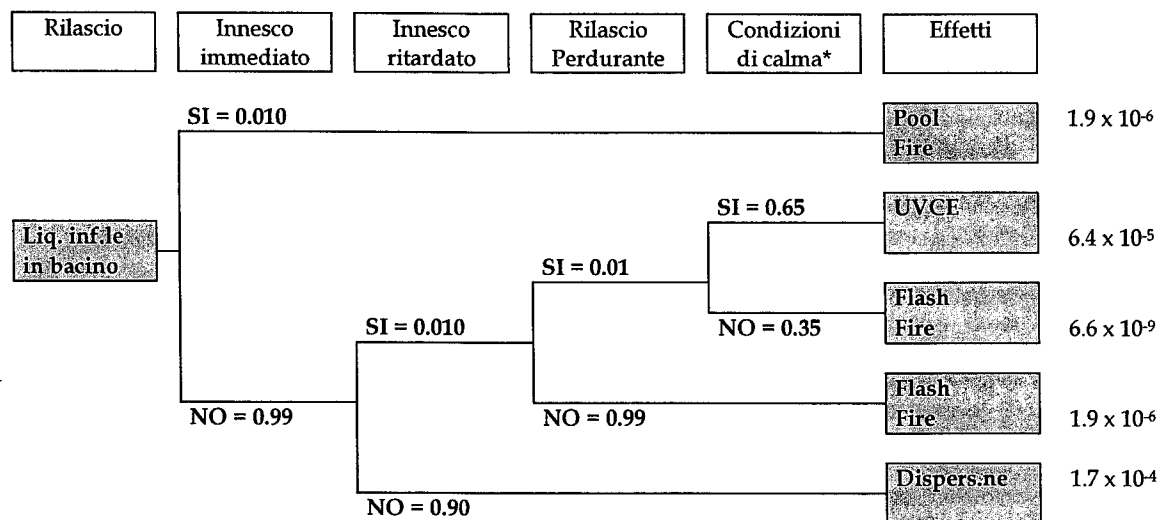 Rilascio
Innesco
immediato
Innesco
ritardato
Rilascio
Perdurante
Condizioni
di calma*
Effetti
SI = 0.010
Pool
Fire
1.9 x 10-6
SI = 0.65
UVCE
6.4 x 10-5
Liq. inf.le
in bacino
SI = 0.01
Flash
Fire
6.6 x 10-9
SI = 0.010
NO = 0.35
Flash
Fire
1.9 x 10-6
NO = 0.99
NO = 0.99
Dispers.ne
1.7 x 10-4
NO = 0.90